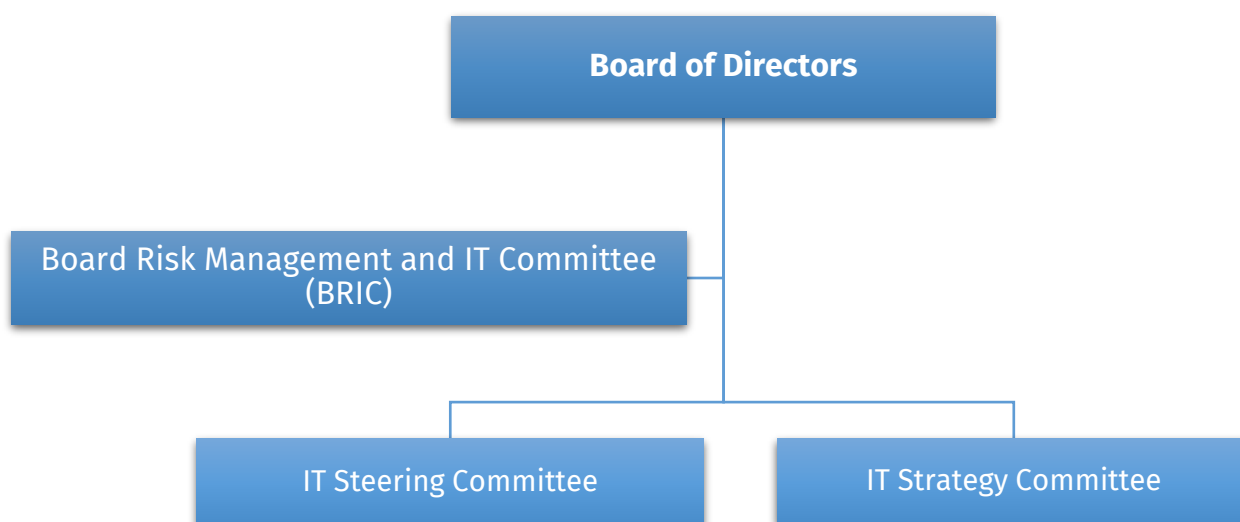 Board of Directors
Board Risk Management and IT Committee
(BRIC)
IT Steering Committee
IT Strategy Committee